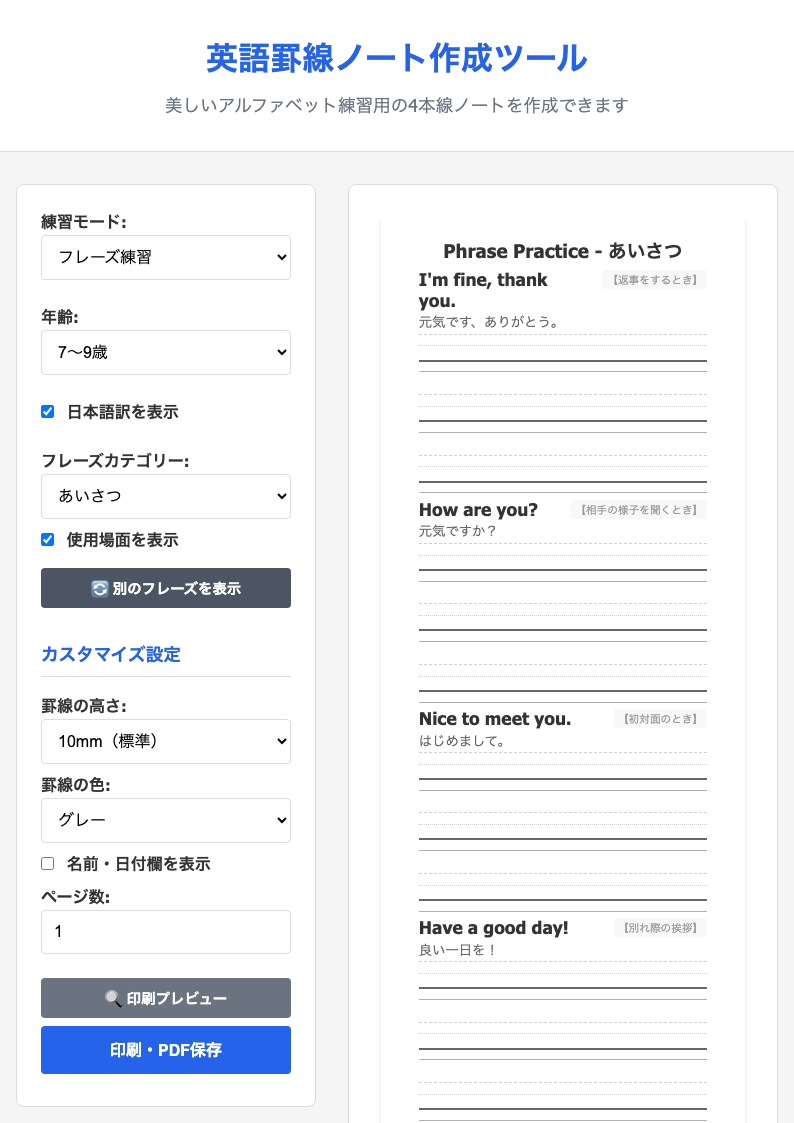 英語罫線ノート作成ツール
美しいアルファベット練習用の4本線ノートを作成できます
練習モード:
フレーズ練習
年齢:
7〜9歳
日本語訳を表示
フレーズカテゴリー:
あいさつ
使用場面を表示
別のフレーズを表示
カスタマイズ設定
罫線の高さ:
10mm（標準）
罫線の色:
グレー
名前・日付欄を表示
ページ数:
1
印刷プレビュー
印刷・PDF保存
Phrase Practice - あいさつ
I'm fine, thank
you.
【返事をするとき】
元気です、ありがとう。
How are you?
【相手の様子を聞くとき】
元気ですか？
Nice to meet you.
【初対面のとき】
はじめまして。
Have a good day!
【別れ際の挨拶】
良い一日を！